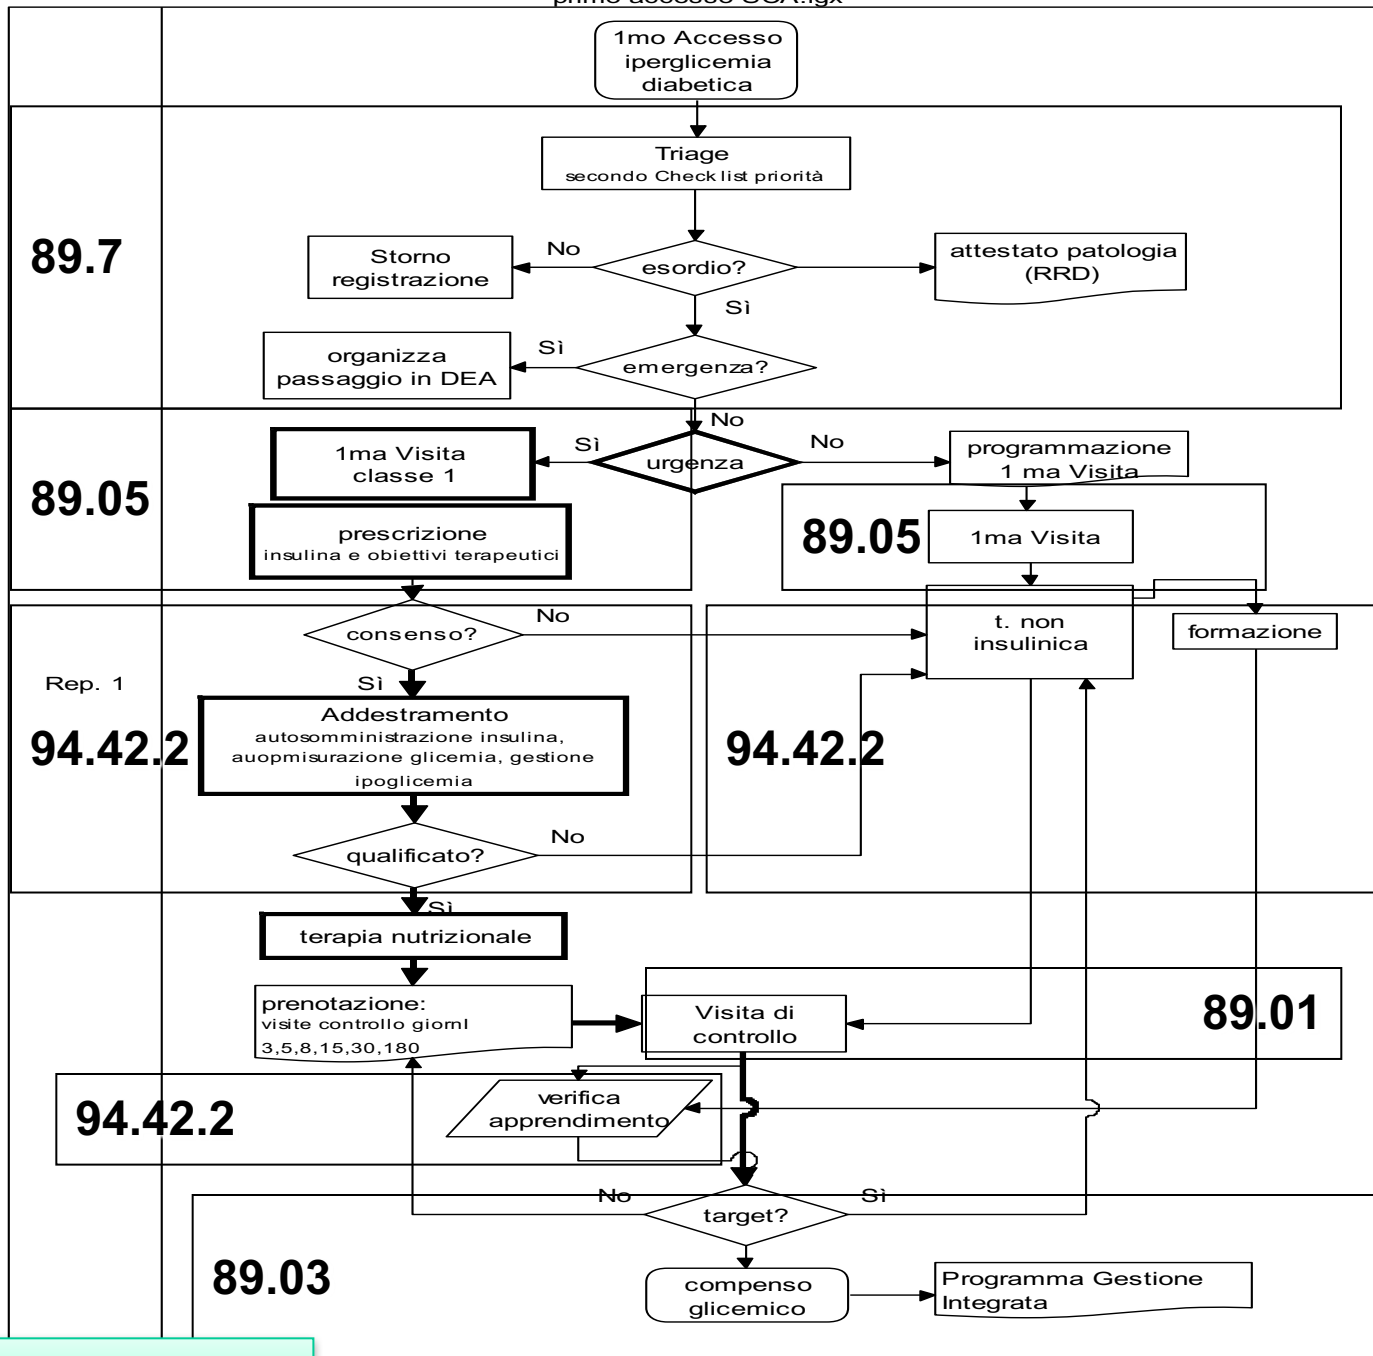 primo accesso
1mo Accesso
iperglicemia
diabetica
Triage
secondo Check list priorità
89.7
Storno
registrazione
No
esordio?
attestato patologia
(RRD)
Sì
organizza
passaggio in DEA
Sì
emergenza?
No
89.05
1ma Visita
classe 1
Sì
urgenza
No
programmazione
1 ma Visita
prescrizione
insulina e obiettivi terapeutici
89.05
1ma Visita
consenso?
No
t. non
insulinica
formazione
Rep. 1
Sì
94.42.2
Addestramento
autosomministrazione insulina,
auopmisurazione glicemia, gestione
ipoglicemia
94.42.2
qualificato?
No
Sì
terapia nutrizionale
prenotazione:
visite controllo giornI
3,5,8,15,30,180
Visita di
controllo
89.01
94.42.2
verifica
apprendimento
No
target?
Sì
89.03
compenso
glicemico
Programma Gestione
Integrata